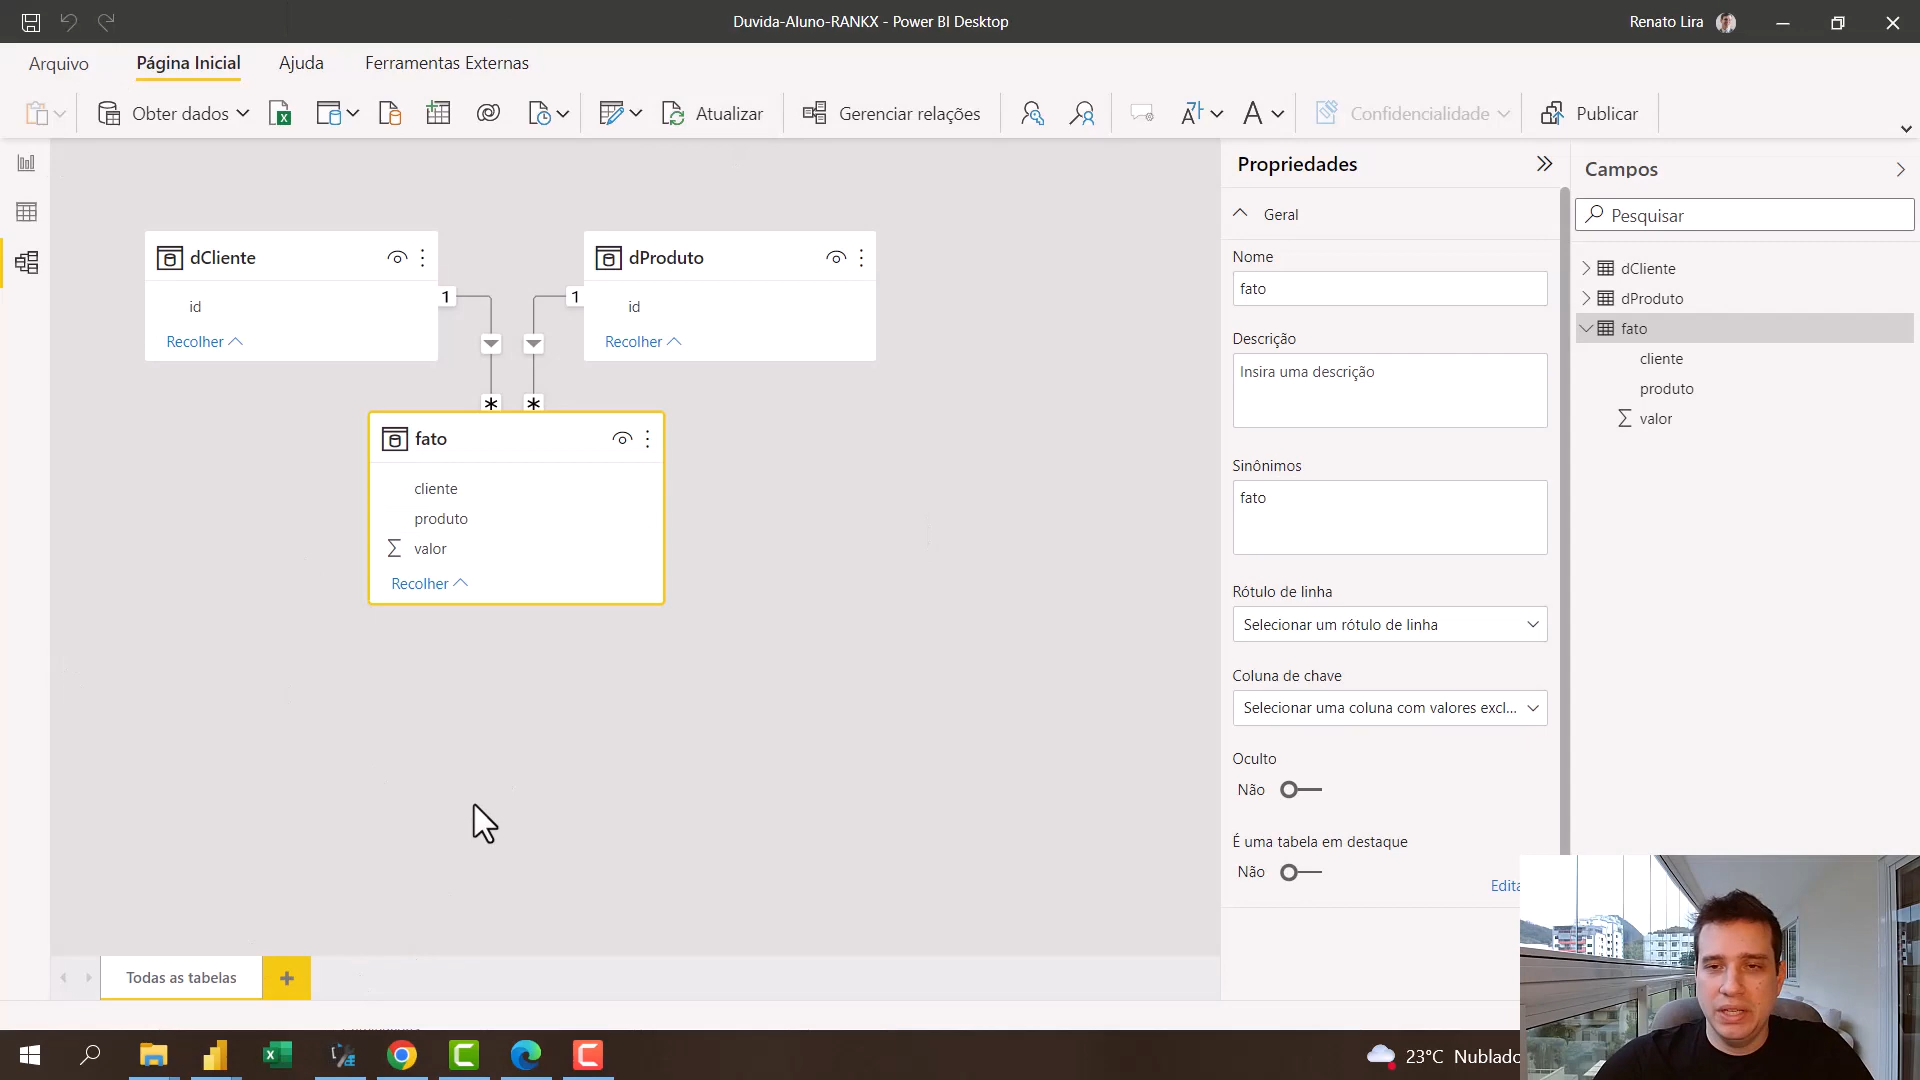 Duvida-Aluno-RANKX - Power BI Desktop
Renato Lira
Arquivo
Página Inicial
Ajuda
Ferramentas Externas
Obter dados
Atualizar
Gerenciar relações
Confidencialidade
Publicar
dCliente
id
Recolher
1
dProduto
id
Recolher
1
*
*
fato
cliente
produto
∑ valor
Recolher
Todas as tabelas
+
Propriedades
Geral
Nome
fato
Descrição
Insira uma descrição
Sinônimos
fato
Rótulo de linha
Selecionar um rótulo de linha
Coluna de chave
Selecionar uma coluna com valores excl...
Oculto
Não
É uma tabela em destaque
Não
Campos
Pesquisar
dCliente
dProduto
fato
cliente
produto
∑ valor
23°C Nublado